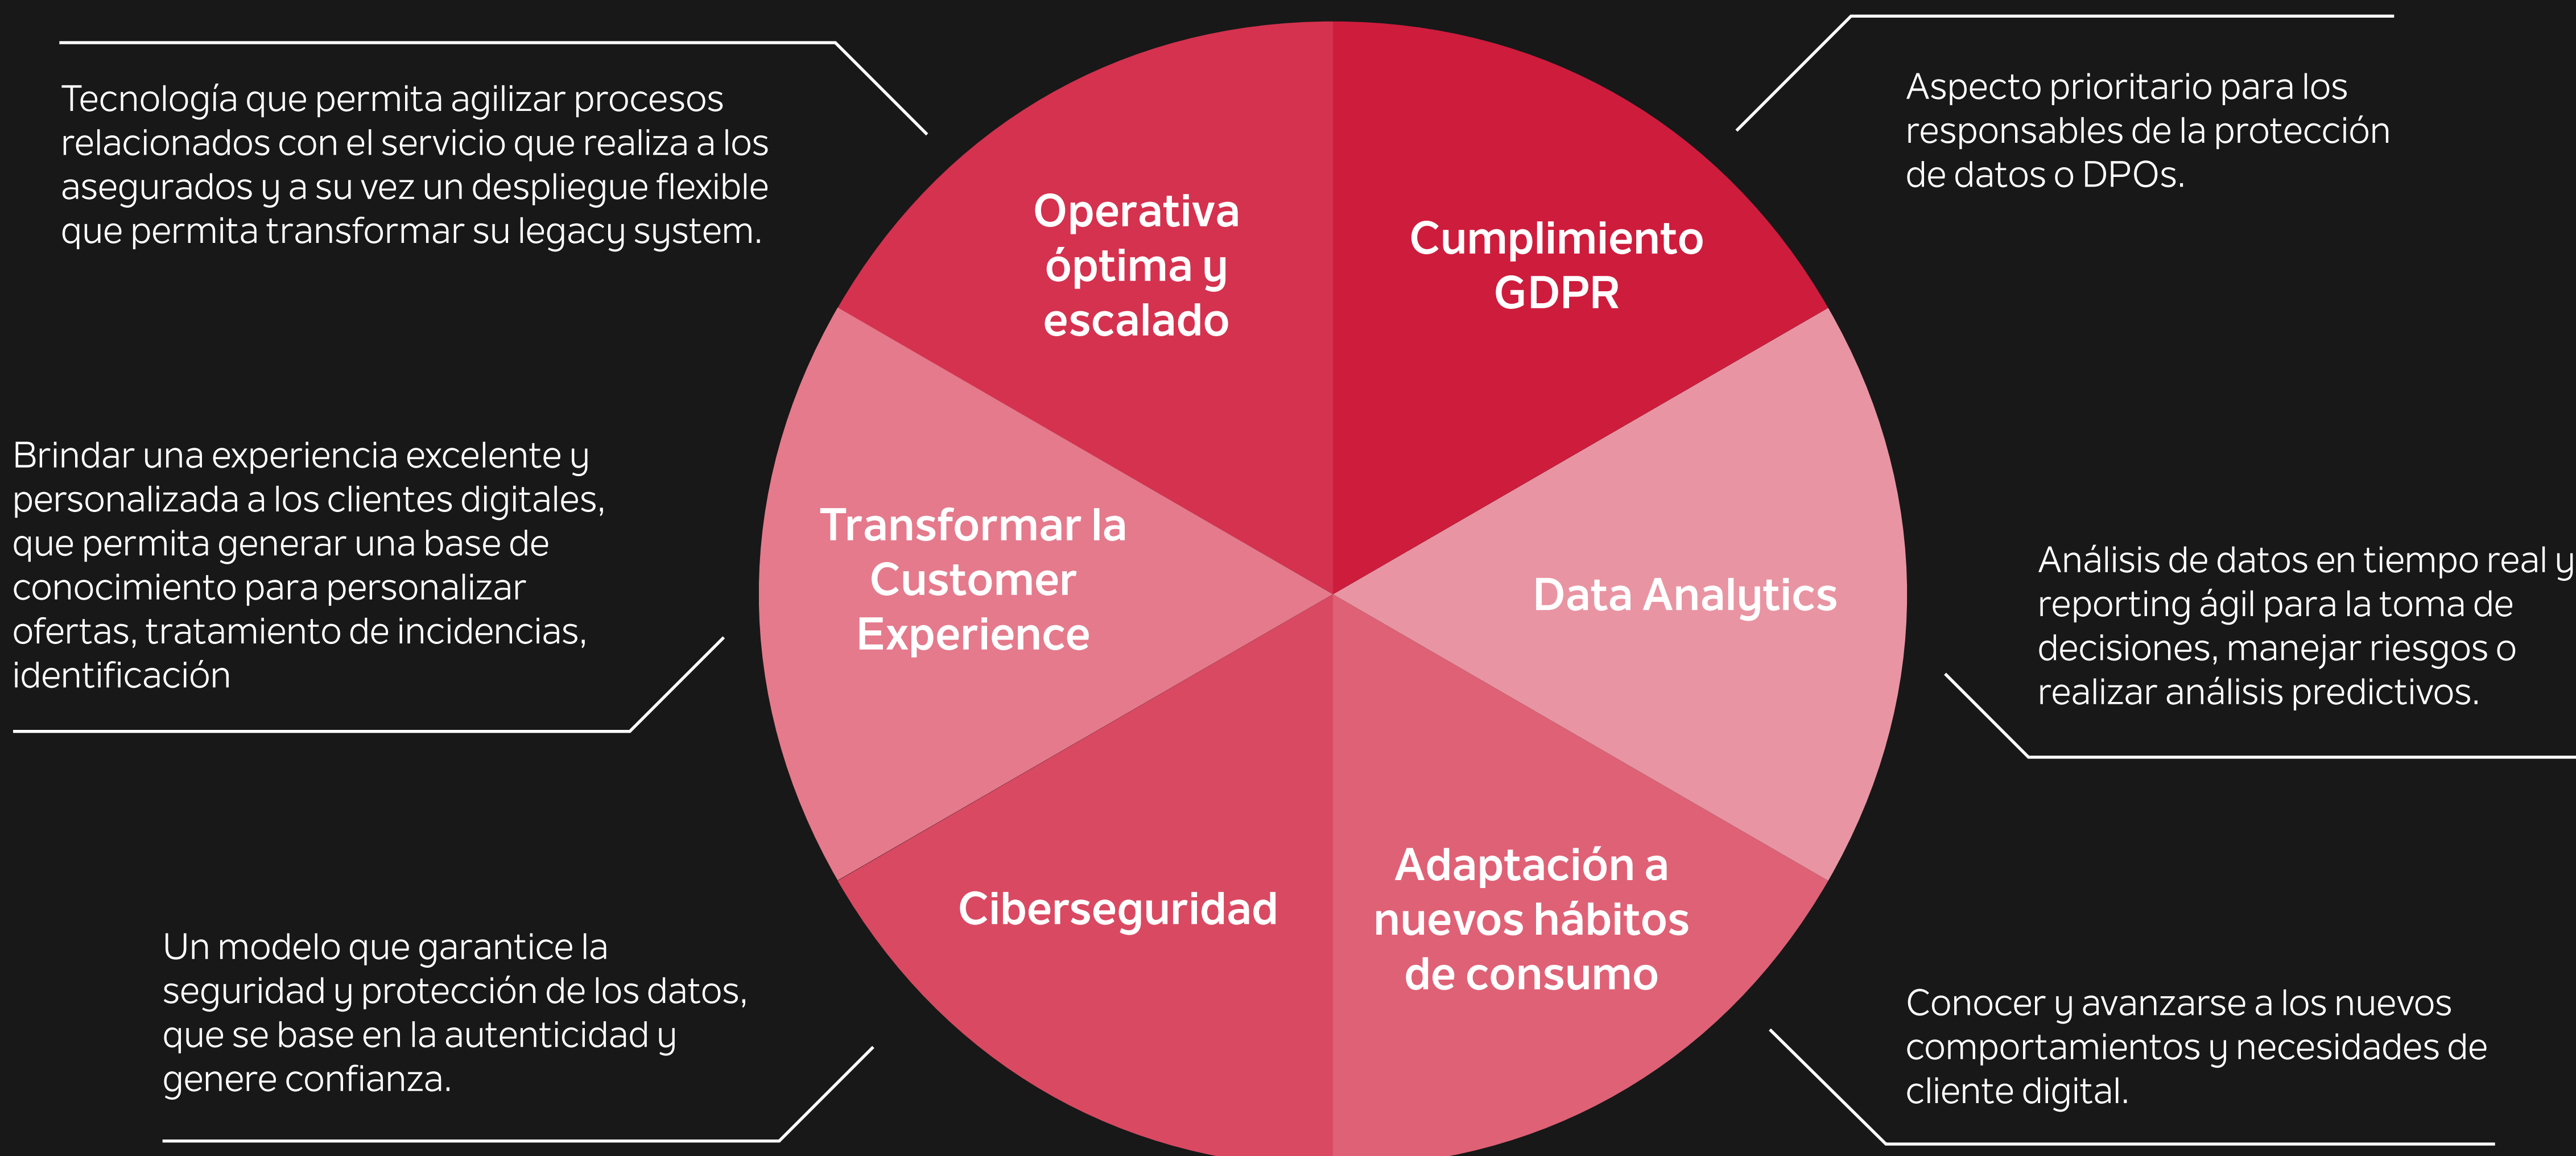 Tecnología que permita agilizar procesos
relacionados con el servicio que realiza a los
asegurados y a su vez un despliegue flexible
que permita transformar su legacy system.
Operativa
óptima y
escalado
Cumplimiento
GDPR
Aspecto prioritario para los
responsables de la protección
de datos o DPOs.
Brindar una experiencia excelente y
personalizada a los clientes digitales,
que permita generar una base de
conocimiento para personalizar
ofertas, tratamiento de incidencias,
identificación
Transformar la
Customer
Experience
Data Analytics
Análisis de datos en tiempo real y
reporting ágil para la toma de
decisiones, manejar riesgos o
realizar análisis predictivos.
Un modelo que garantice la
seguridad y protección de los datos,
que se base en la autenticidad y
genere confianza.
Ciberseguridad
Adaptación a
nuevos hábitos
de consumo
Conocer y avanzarse a los nuevos
comportamientos y necesidades de
cliente digital.